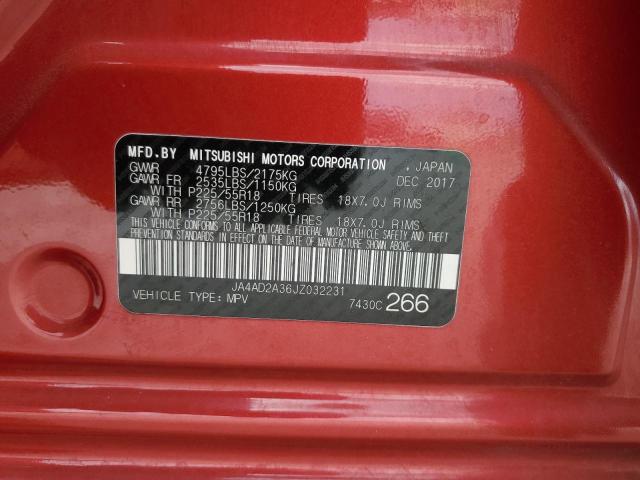 MFD.BY MITSUBISHI MOTORS CORPORATION , JAPAN
GVWR 4795LBS/2175KG DEC 2017
GAWR FR 2535LBS/1150KG
WITH P225/55R18 TIRES 18X7.0J RIMS
GAWR RR 2756LBS/1250KG
WITH P225/55R18 TIRES 18X7.0J RIMS
THIS VEHICLE CONFORMS TO ALL APPLICABLE FEDERAL MOTOR VEHICLE SAFETY AND THEFT
PREVENTION STANDARDS IN EFFECT ON THE DATE OF MANUFACTURE SHOWN ABOVE.
JA4AD2A36JZ032231
VEHICLE TYPE: MPV 7430C 266